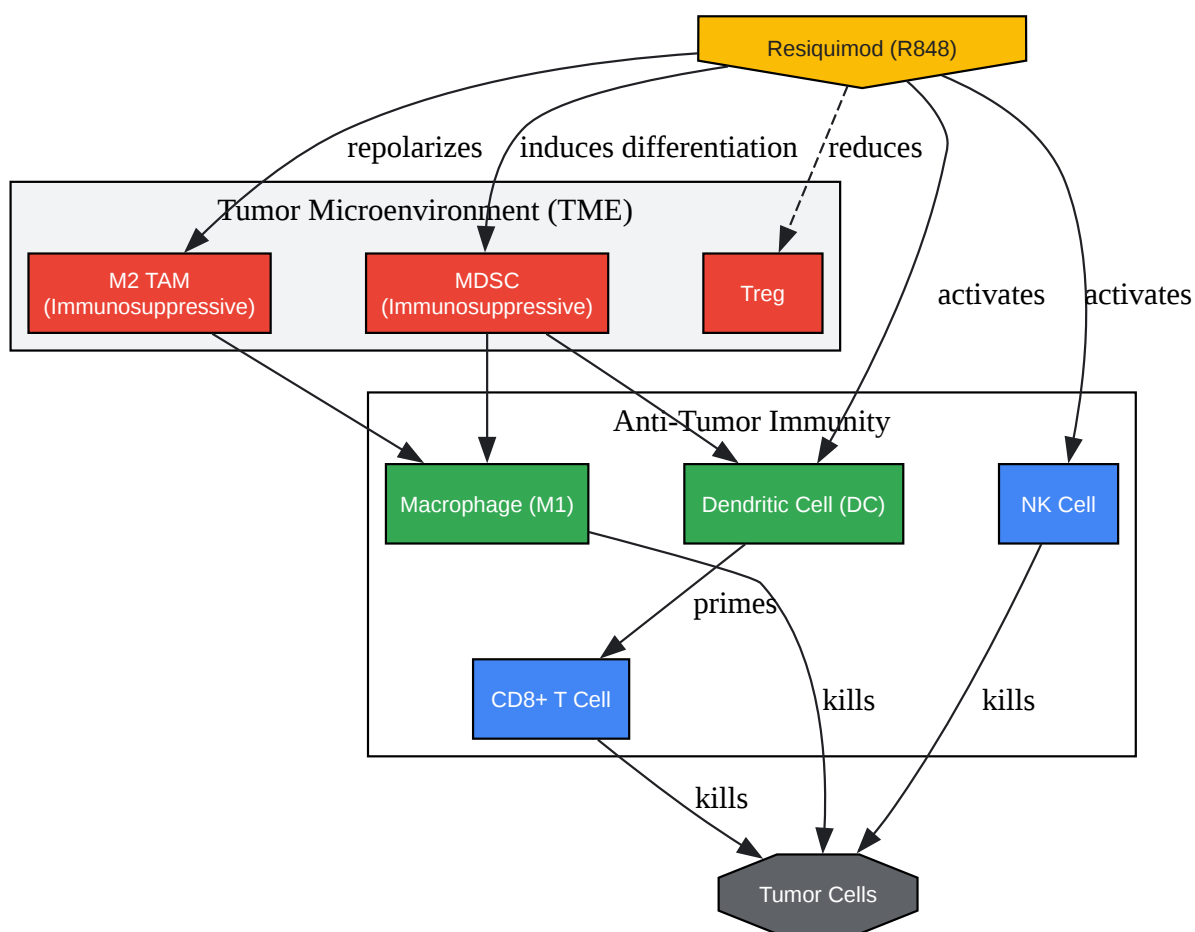 Resiquimod (R848)
repolarizes
induces differentiation
reduces
Tumor Microenvironment (TME)
M2 TAM
(Immunosuppressive)
MDSC
(Immunosuppressive)
Treg
activates
activates
Anti-Tumor Immunity
Macrophage (M1)
Dendritic Cell (DC)
NK Cell
primes
CD8+ T Cell
kills
kills
kills
Tumor Cells